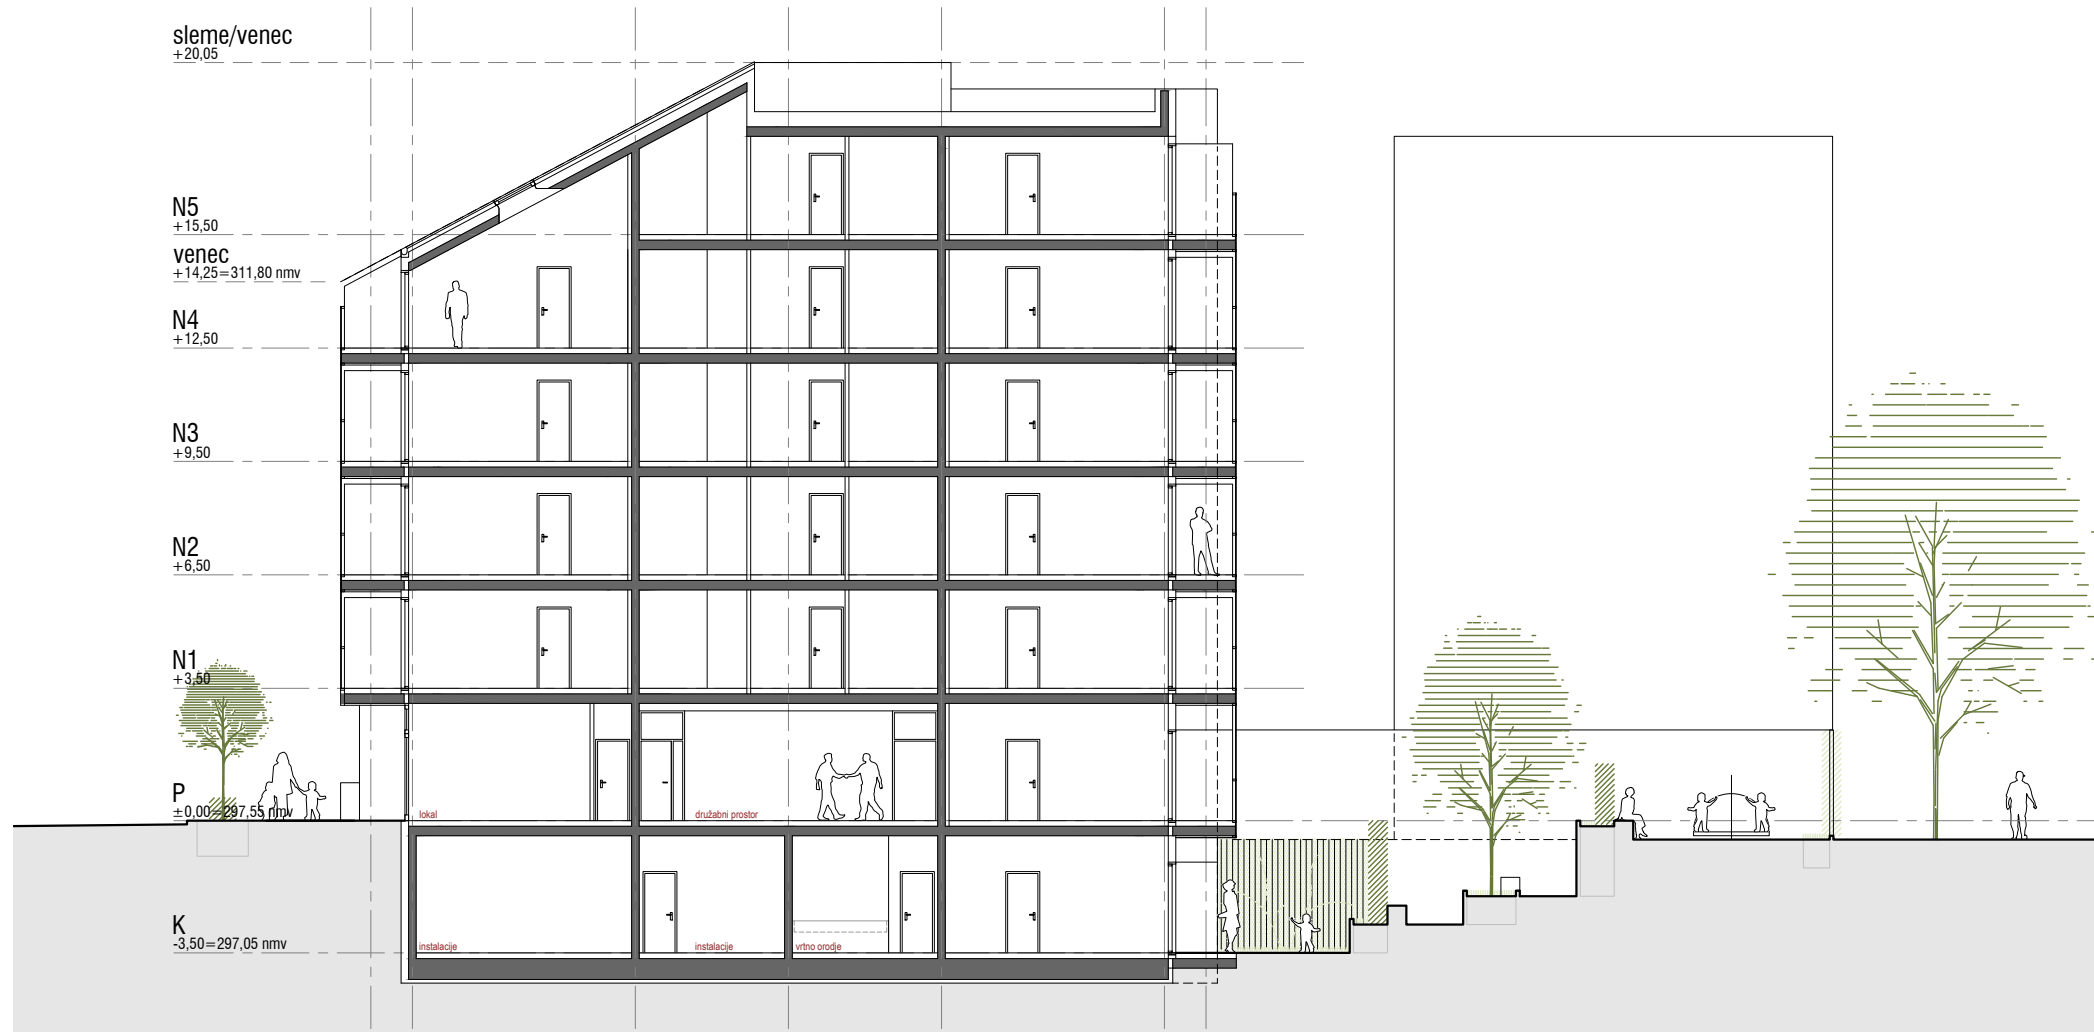 sleme/venec
+20,05
N5
+15,50
venec
+14,25=311,80 nmv
N4
+12,50
N3
+9,50
N2
+6,50
N1
+3,50
P
±0,00=297,55 nmv
lokal
družabni prostor
K
-3,50=297,05 nmv
instalacije
instalacije
vrtno orodje